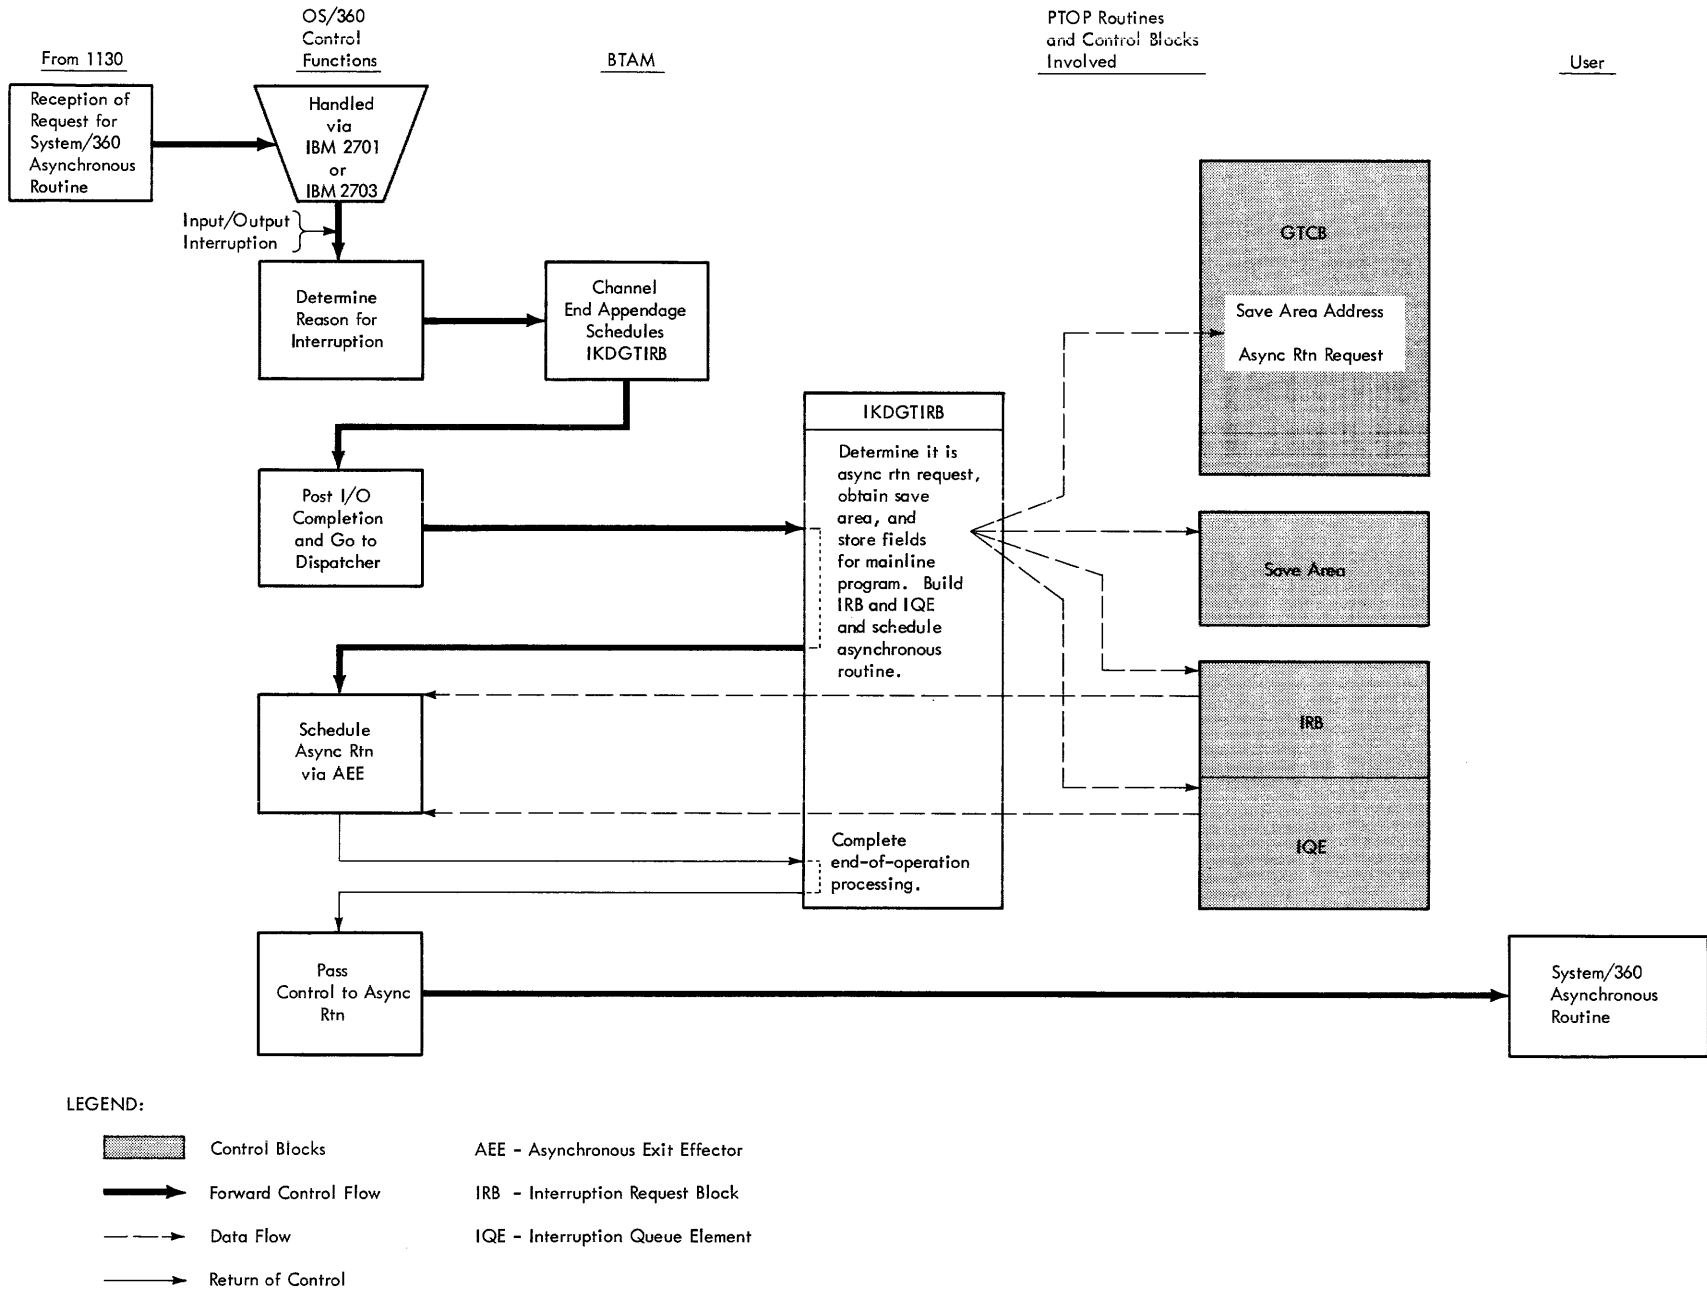 From 1130
OS/360
Control
Functions
BTAM
PTOP Routines
and Control Blocks
Involved
User
Reception of
Request for
System/360
Asynchronous
Routine
Handled
via
IBM 2701
or
IBM 2703
Input/Output
Interruption
Determine
Reason for
Interruption
Channel
End Appendage
Schedules
IKDGTIRB
GTCB
Save Area Address
Async Rtn Request
Post I/O
Completion
and Go to
Dispatcher
IKDGTIRB
Determine it is
async rtn request,
obtain save
area, and
store fields
for mainline
program. Build
IRB and IQE
and schedule
asynchronous
routine.
Save Area
Schedule
Async Rtn
via AEE
IRB
IQE
Complete
end-of-operation
processing.
Pass
Control to Async
Rtn
System/360
Asynchronous
Routine
LEGEND:
Control Blocks
AEE - Asynchronous Exit Effector
Forward Control Flow
IRB - Interruption Request Block
Data Flow
IQE - Interruption Queue Element
Return of Control